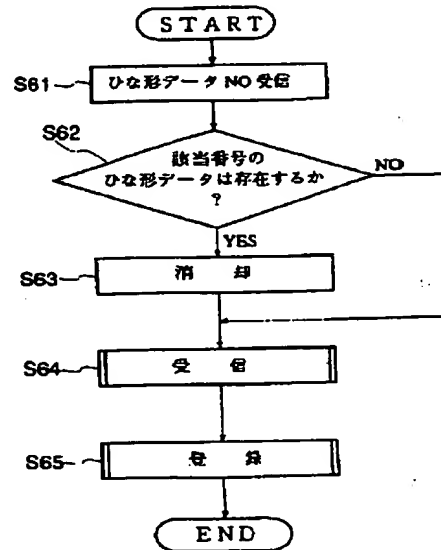 START
S61 ひな形データNO受信
S62
該当番号の
ひな形データは存在するか
?
NO
YES
S63 消却
S64 受信
S65 登録
END